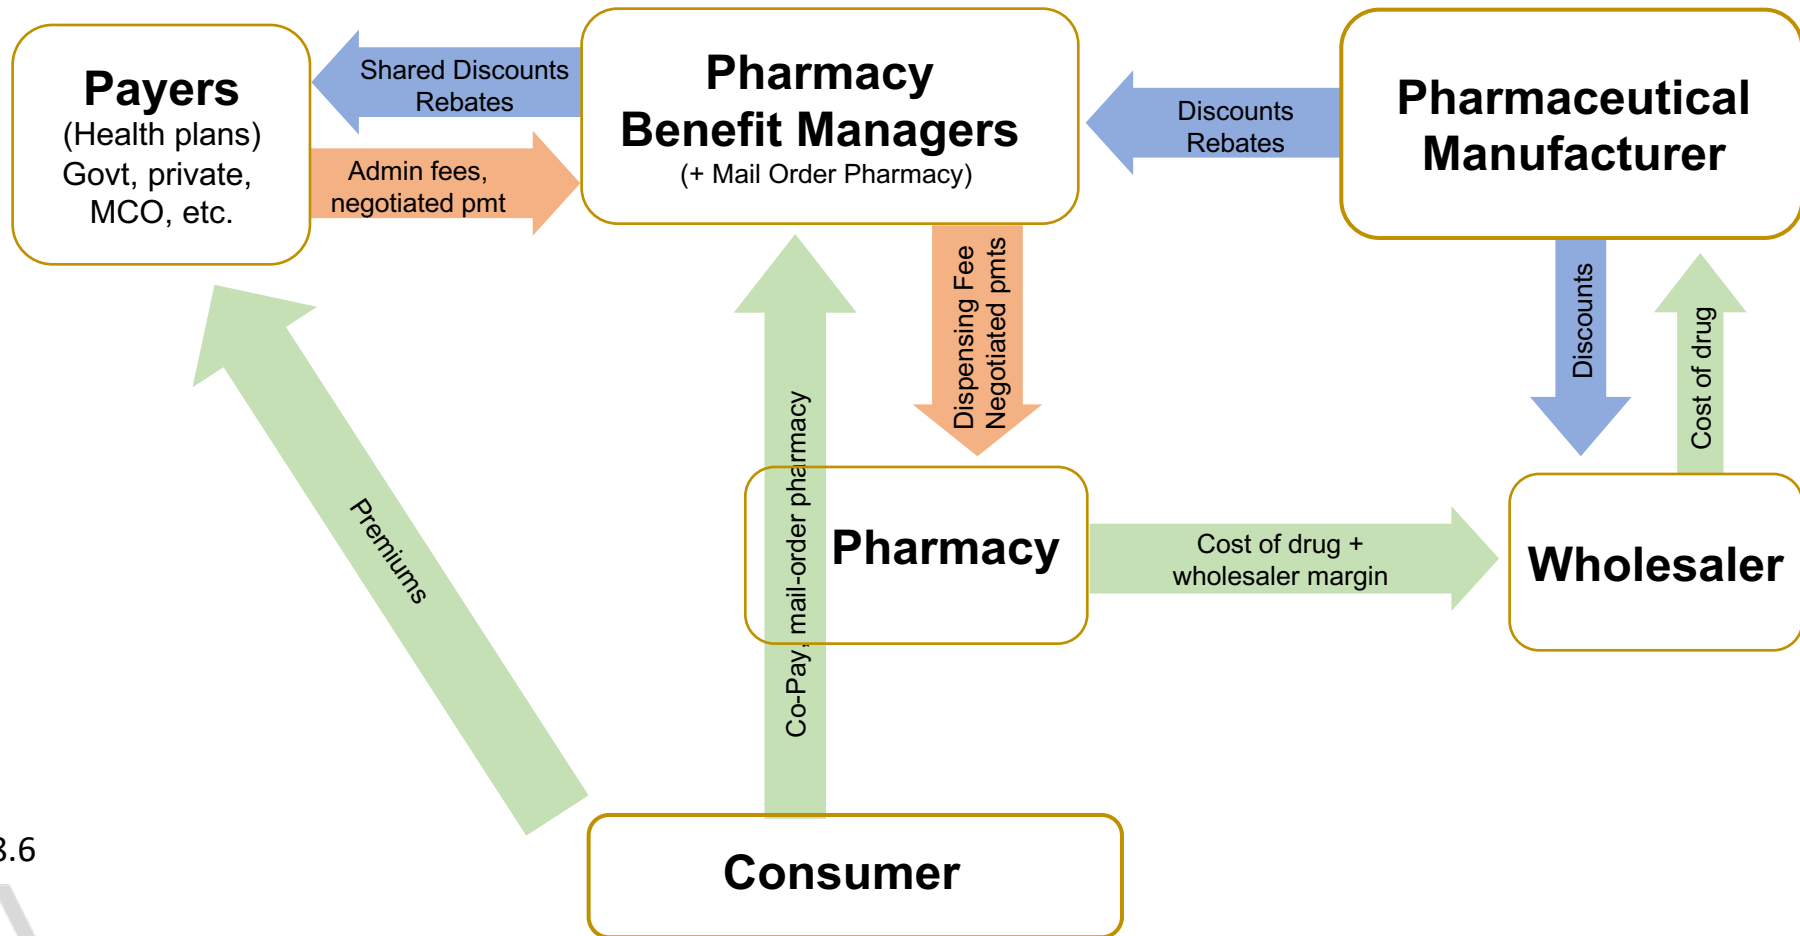 Payers
(Health plans)
Govt, private,
MCO, etc.
Shared Discounts
Rebates
Admin fees,
negotiated pmt
Pharmacy
Benefit Managers
(+ Mail Order Pharmacy)
Discounts
Rebates
Pharmaceutical
Manufacturer
Dispensing Fee
Negotiated pmts
Discounts
Cost of drug
Premiums
Co-Pay, mail-order pharmacy
Pharmacy
Cost of drug +
wholesaler margin
Wholesaler
Consumer
8.6